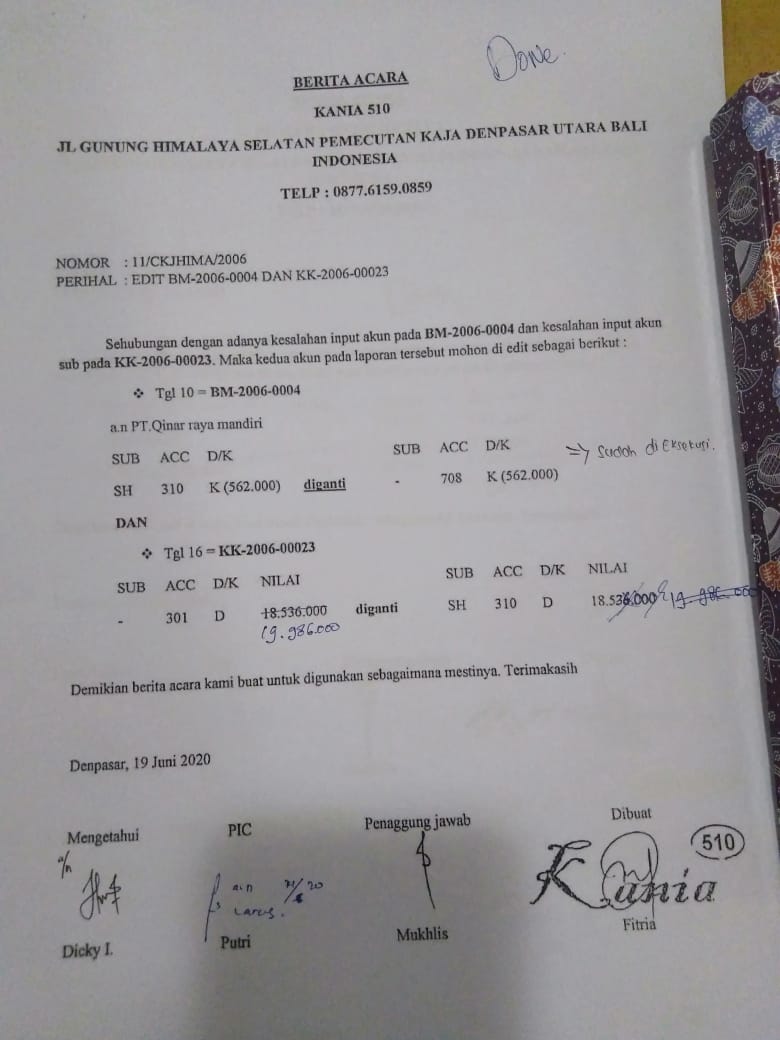 Done.
BERITA ACARA
KANIA 510
JL GUNUNG HIMALAYA SELATAN PEMECUTAN KAJA DENPASAR UTARA BALI
INDONESIA
TELP : 0877.6159.0859
NOMOR : 11/CKJHIMA/2006
PERIHAL : EDIT BM-2006-0004 DAN KK-2006-00023
Sehubungan dengan adanya kesalahan input akun pada BM-2006-0004 dan kesalahan input akun
sub pada KK-2006-00023. Maka kedua akun pada laporan tersebut mohon di edit sebagai berikut :
❖ Tgl 10 = BM-2006-0004
a.n PT.Qinar raya mandiri
SUB ACC D/K SUB ACC D/K => Sudah di Eksekusi.
SH 310 K (562.000) diganti - 708 K (562.000)
DAN
❖ Tgl 16 = KK-2006-00023
SUB ACC D/K NILAI SUB ACC D/K NILAI
- 301 D 18.536.000 diganti SH 310 D 18.536.000 19.986.000
19.986.000
Demikian berita acara kami buat untuk digunakan sebagaimana mestinya. Terimakasih
Denpasar, 19 Juni 2020
Mengetahui PIC Penaggung jawab Dibuat
a/n
510
Kania
Dicky I. Putri Mukhlis Fitria